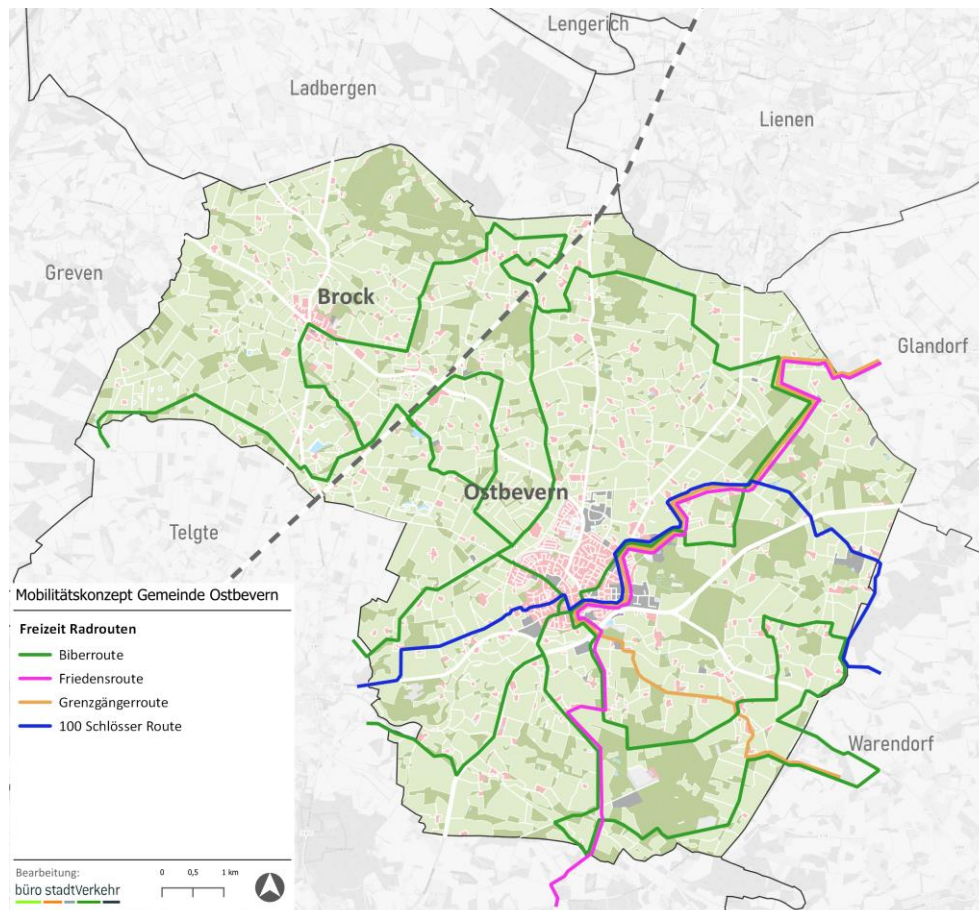 Lengerich
Ladbergen
Lienen
Greven
Brock
Glandorf
Ostbevern
Telgte
Warendorf
Mobilitätskonzept Gemeinde Ostbevern
Freizeit Radrouten
Biberroute
Friedensroute
Grenzgängerroute
100 Schlösser Route
Bearbeitung:
büro stadtVerkehr
0 0,5 1 km